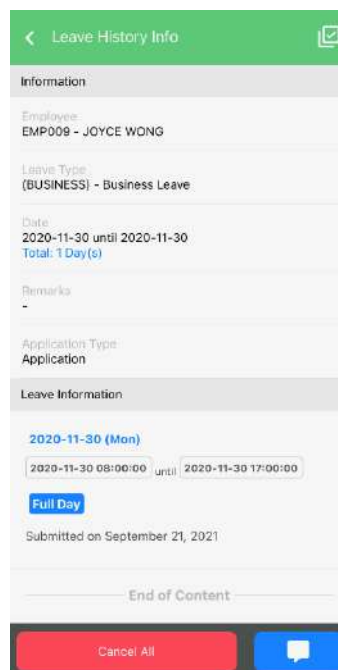 Leave History Info
Information
Employee
EMP009 - JOYCE WONG
Leave Type
(BUSINESS) - Business Leave
Date
2020-11-30 until 2020-11-30
Total: 1 Day(s)
Remarks
-
Application Type
Application
Leave Information
2020-11-30 (Mon)
2020-11-30 08:00:00 until 2020-11-30 17:00:00
Full Day
Submitted on September 21, 2021
End of Content
Cancel All